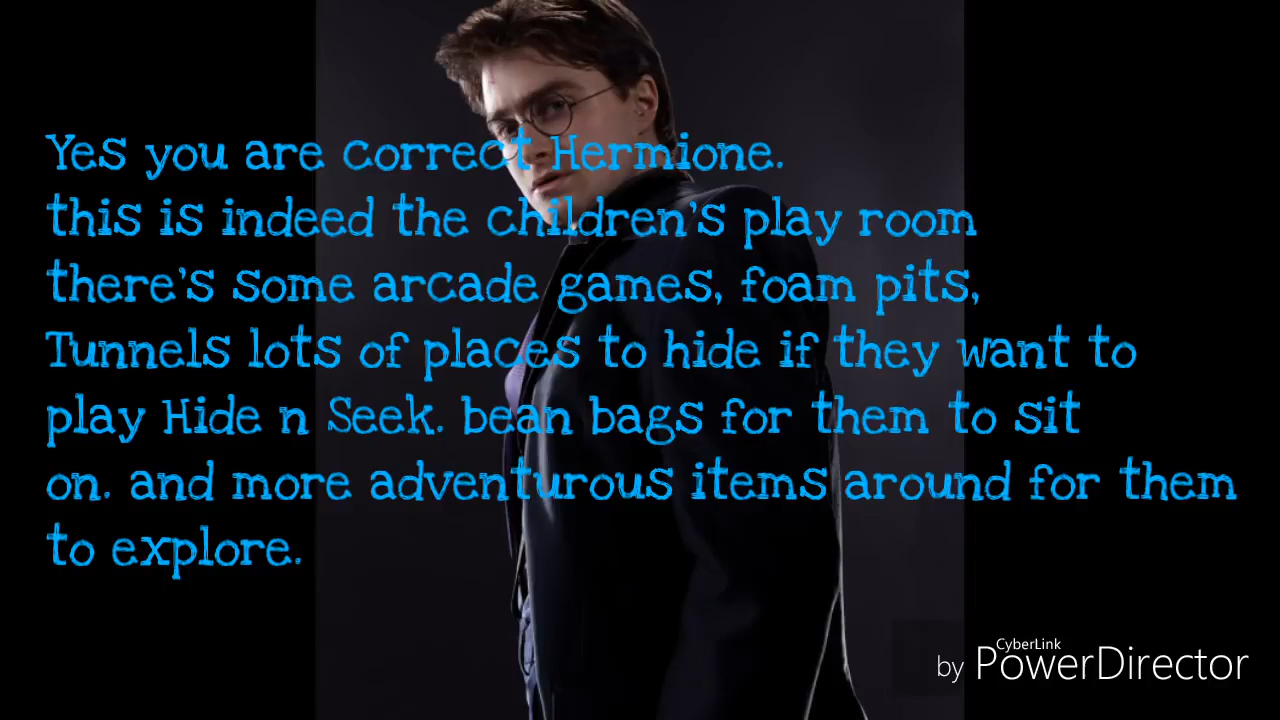 Yes you are correct Hermione.
this is indeed the children's play room
there's some arcade games, foam pits,
Tunnels lots of places to hide if they want to
play Hide n Seek. bean bags for them to sit
on. and more adventurous items around for them
to explore.
CyberLink
by PowerDirector